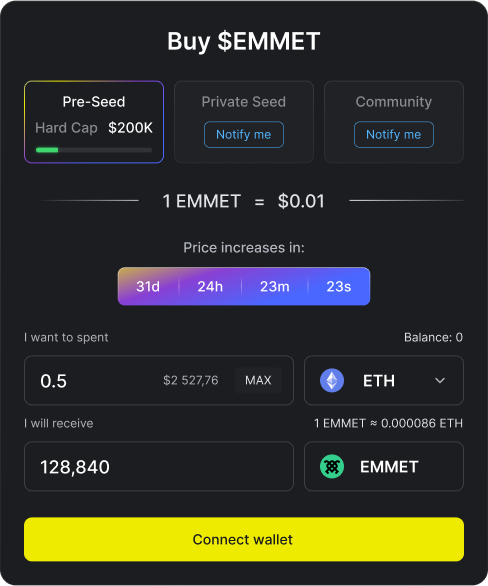 Buy $EMMET
Pre-Seed
Hard Cap $200K
Private Seed
Notify me
Community
Notify me
1 EMMET = $0.01
Price increases in:
31d 24h 23m 23s
I want to spent
Balance: 0
0.5 $2 527,76 MAX
ETH
I will receive
1 EMMET ≈ 0.000086 ETH
128,840
EMMET
Connect wallet